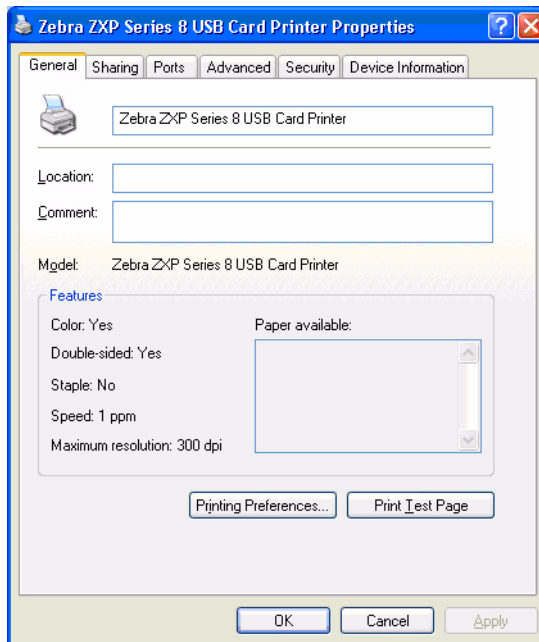 Zebra ZXP Series 8 USB Card Printer Properties
General Sharing Ports Advanced Security Device Information
Zebra ZXP Series 8 USB Card Printer
Location:
Comment:
Model: Zebra ZXP Series 8 USB Card Printer
Features
Color: Yes Paper available:
Double-sided: Yes
Staple: No
Speed: 1 ppm
Maximum resolution: 300 dpi
Printing Preferences... Print Test Page
OK Cancel Apply